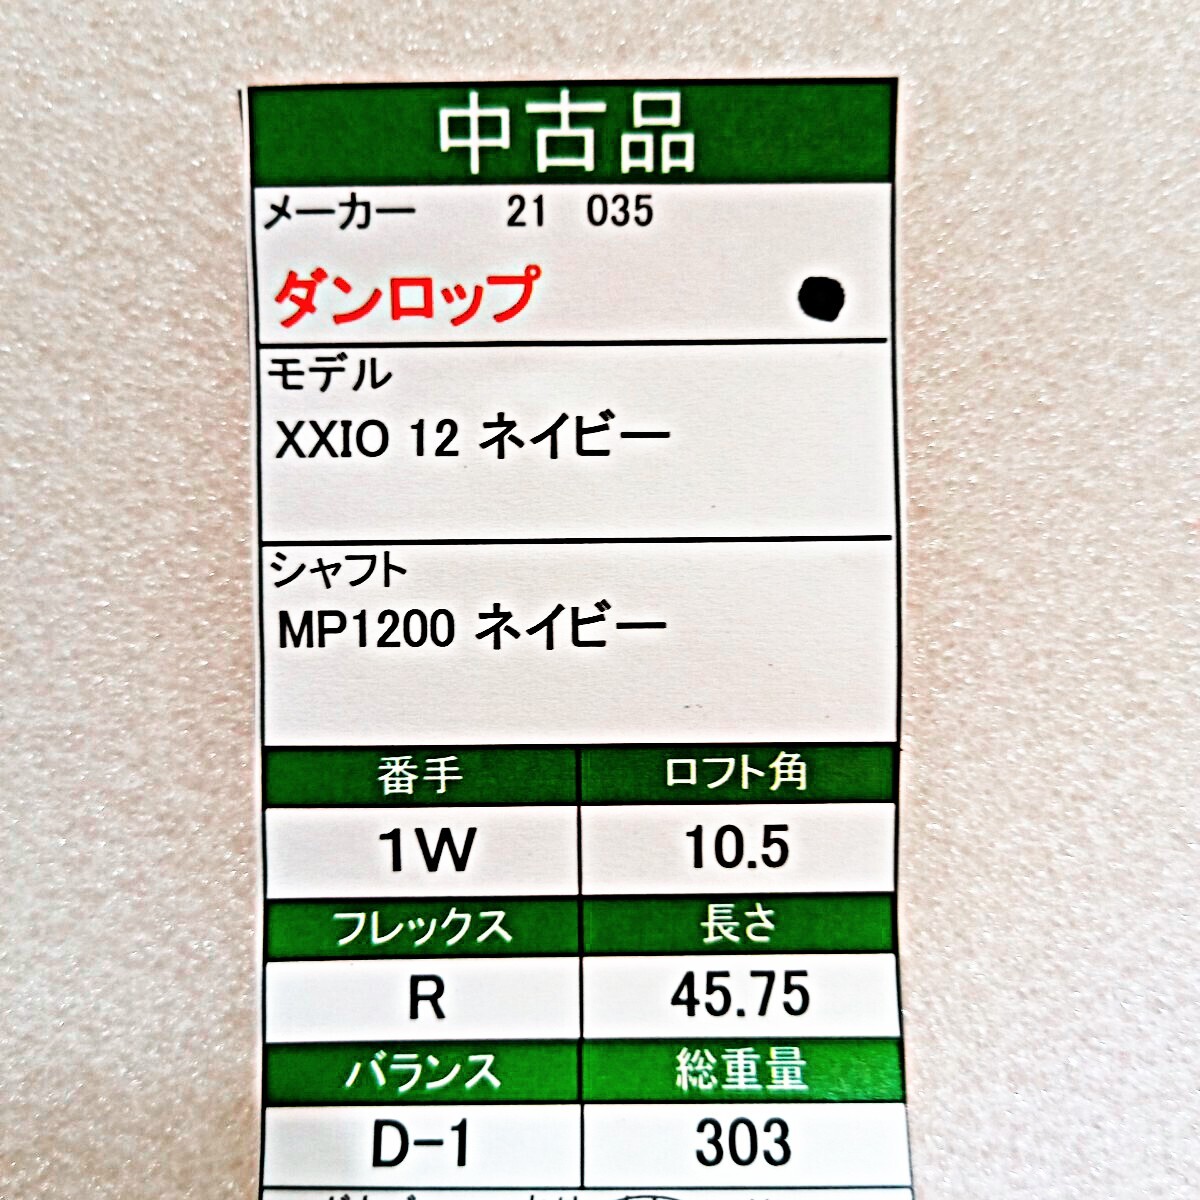 中古品
メーカー 21 035
ダンロップ
モデル
XXIO 12 ネイビー
シャフト
MP1200 ネイビー
番手 ロフト角
1W 10.5
フレックス 長さ
R 45.75
バランス 総重量
D-1 303